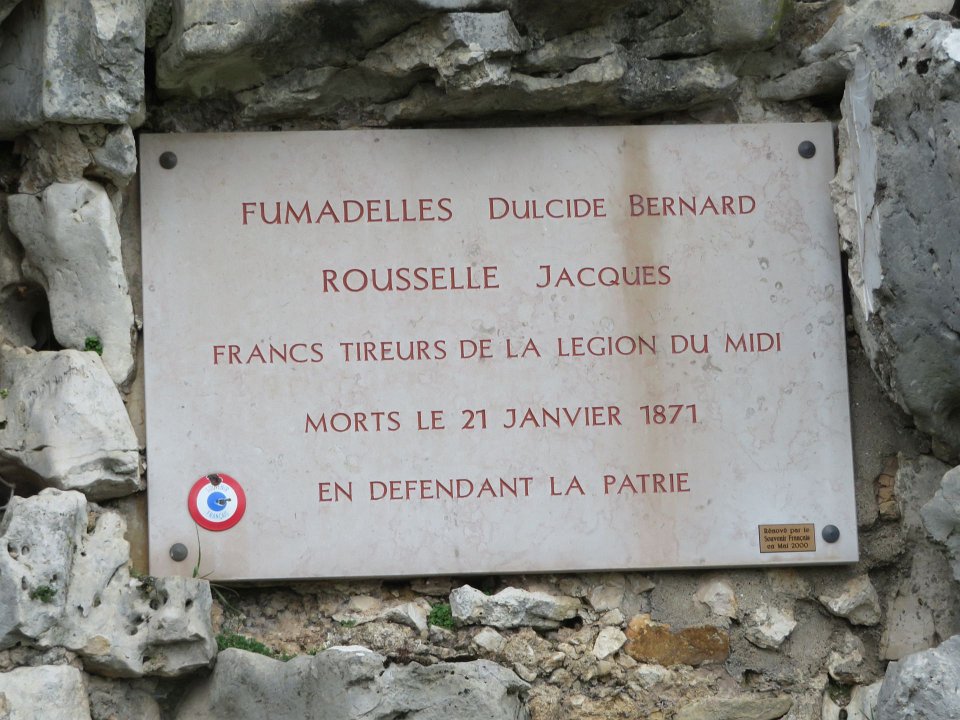 FUMADELLES DULCIDE BERNARD
ROUSSELLE JACQUES
FRANCS TIREURS DE LA LEGION DU MIDI
MORTS LE 21 JANVIER 1871
EN DEFENDANT LA PATRIE
FRANÇAIS
Rénové par le
Souvenir Français
en Mai 2000